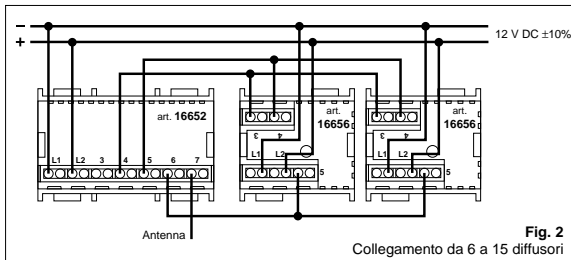 –
+
12 V DC ±10%
art. 16652
art.
16656
art.
16656
3 4
3 4
L1 L2 3 4 5 6 7
L1 L2 5
L1 L2 5
Antenna
Fig. 2
Collegamento da 6 a 15 diffusori